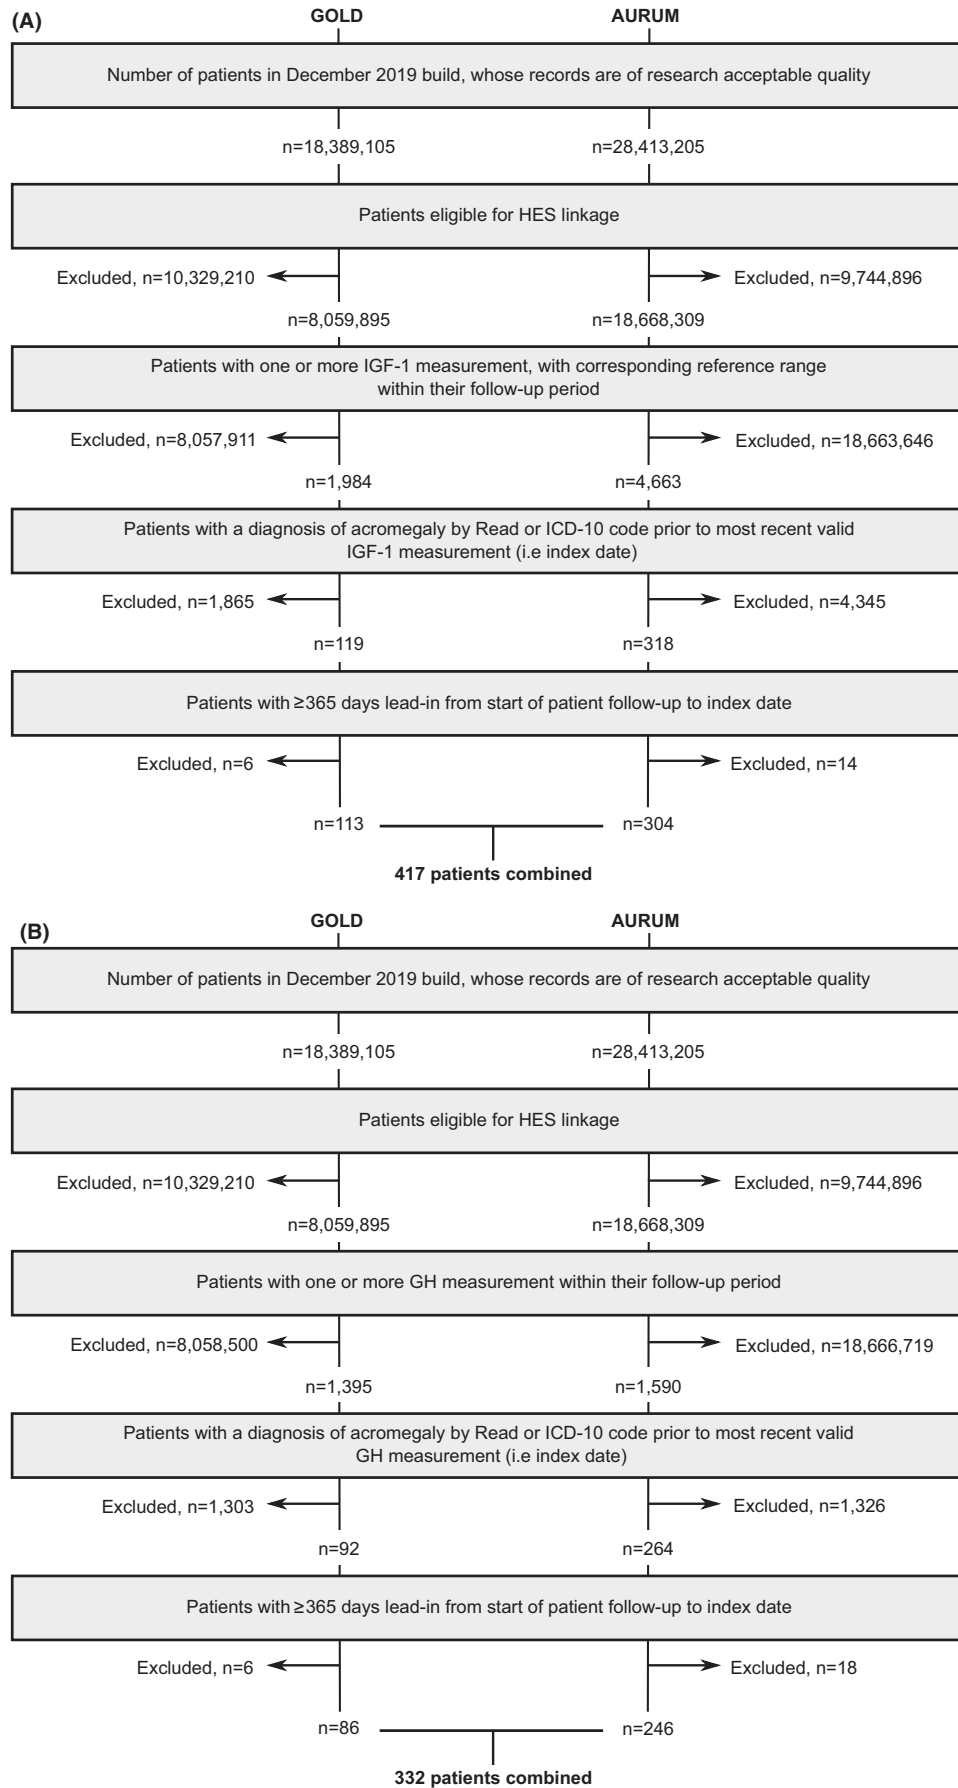 (A)
GOLD AURUM
Number of patients in December 2019 build, whose records are of research acceptable quality
n=18,389,105 n=28,413,205
Patients eligible for HES linkage
Excluded, n=10,329,210 Excluded, n=9,744,896
n=8,059,895 n=18,668,309
Patients with one or more IGF-1 measurement, with corresponding reference range
within their follow-up period
Excluded, n=8,057,911 Excluded, n=18,663,646
n=1,984 n=4,663
Patients with a diagnosis of acromegaly by Read or ICD-10 code prior to most recent valid
IGF-1 measurement (i.e index date)
Excluded, n=1,865 Excluded, n=4,345
n=119 n=318
Patients with ≥365 days lead-in from start of patient follow-up to index date
Excluded, n=6 Excluded, n=14
n=113 n=304
417 patients combined
(B)
GOLD AURUM
Number of patients in December 2019 build, whose records are of research acceptable quality
n=18,389,105 n=28,413,205
Patients eligible for HES linkage
Excluded, n=10,329,210 Excluded, n=9,744,896
n=8,059,895 n=18,668,309
Patients with one or more GH measurement within their follow-up period
Excluded, n=8,058,500 Excluded, n=18,666,719
n=1,395 n=1,590
Patients with a diagnosis of acromegaly by Read or ICD-10 code prior to most recent valid
GH measurement (i.e index date)
Excluded, n=1,303 Excluded, n=1,326
n=92 n=264
Patients with ≥365 days lead-in from start of patient follow-up to index date
Excluded, n=6 Excluded, n=18
n=86 n=246
332 patients combined